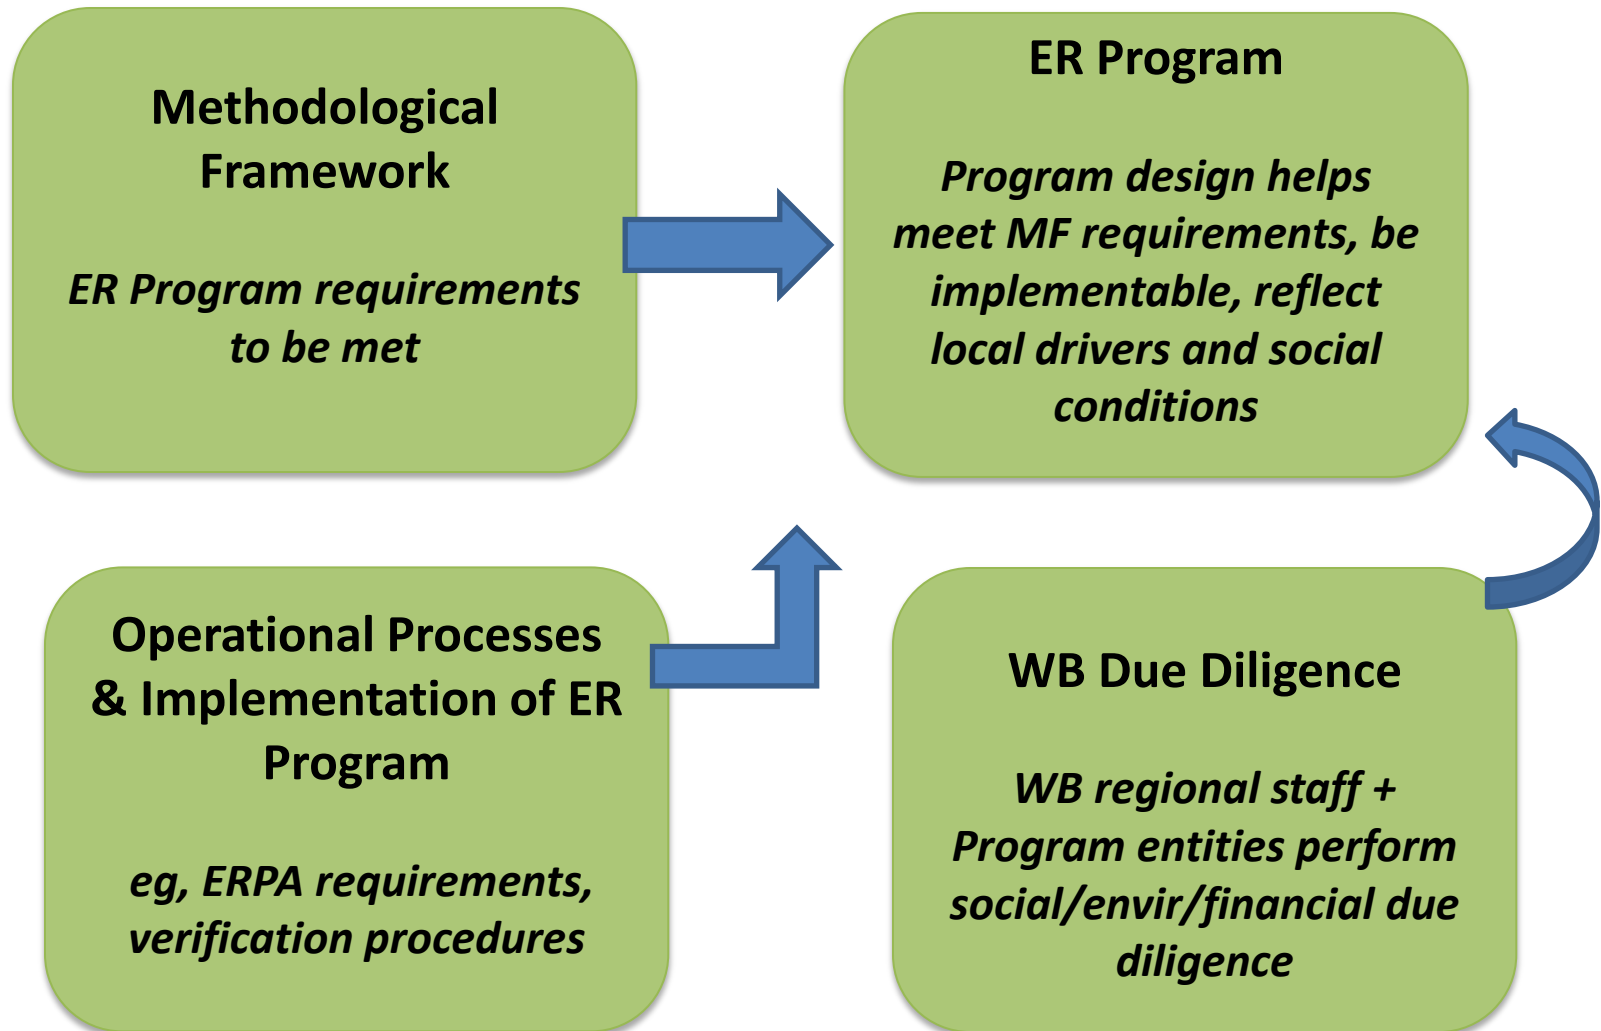 Methodological
Framework
ER Program requirements
to be met
ER Program
Program design helps
meet MF requirements, be
implementable, reflect
local drivers and social
conditions
Operational Processes
& Implementation of ER
Program
eg, ERPA requirements,
verification procedures
WB Due Diligence
WB regional staff +
Program entities perform
social/envir/financial due
diligence